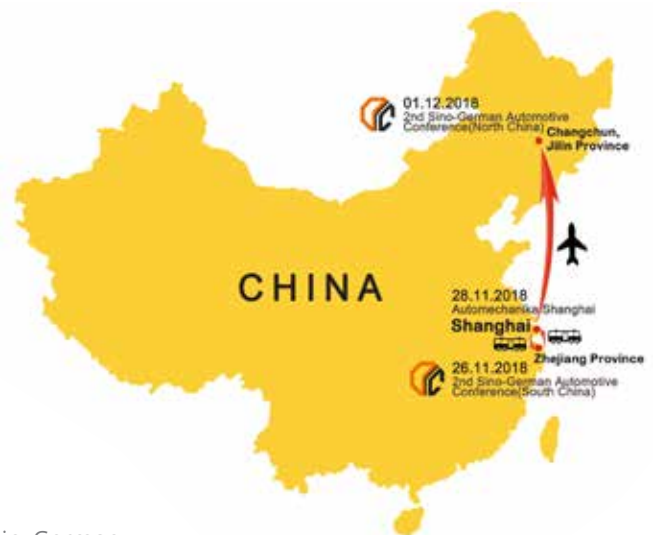 01.12.2018
2nd Sino-German Automotive
Conference(North China)
Changchun,
Jilin Province
CHINA
28.11.2018
Automechanika Shanghai
Shanghai
Zhejiang Province
26.11.2018
2nd Sino-German Automotive
Conference(South China)